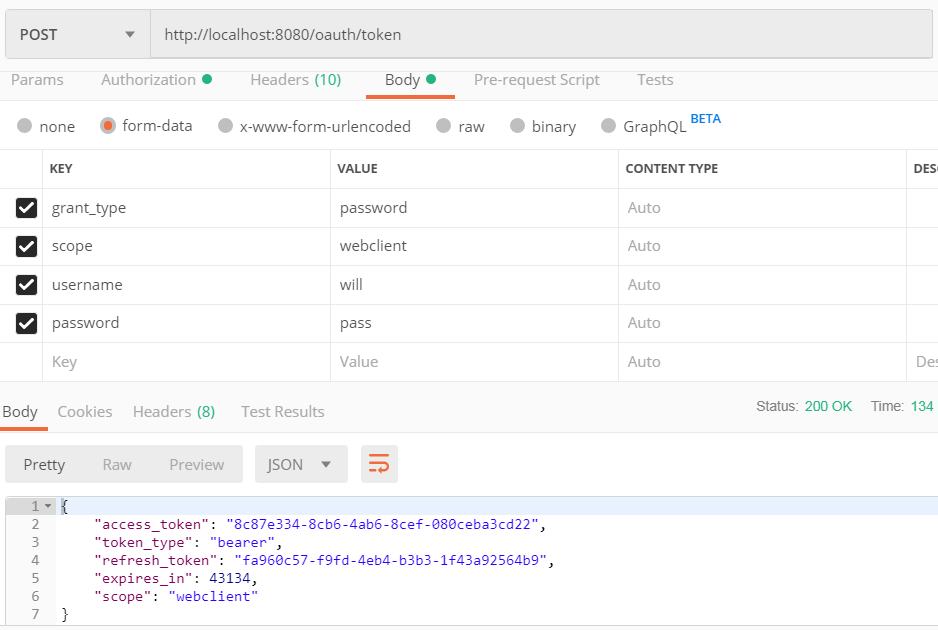 POST http://localhost:8080/oauth/token
Params Authorization Headers (10) Body Pre-request Script Tests
none form-data x-www-form-urlencoded raw binary GraphQL BETA
KEY VALUE CONTENT TYPE DESC
grant_type password Auto
scope webclient Auto
username will Auto
password pass Auto
Key Value Auto Des
Body Cookies Headers (8) Test Results Status: 200 OK Time: 134
Pretty Raw Preview JSON
1 {
2 "access_token": "8c87e334-8cb6-4ab6-8cef-080ceba3cd22",
3 "token_type": "bearer",
4 "refresh_token": "fa960c57-f9fd-4eb4-b3b3-1f43a92564b9",
5 "expires_in": 43134,
6 "scope": "webclient"
7 }